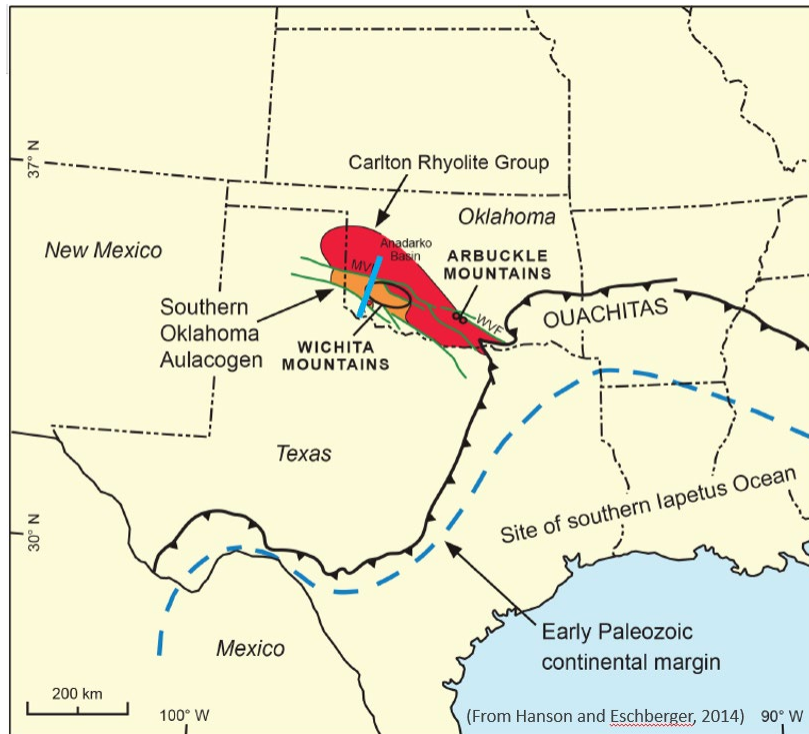 37° N
Carlton Rhyolite Group
Oklahoma
New Mexico
Anadarko
Basin
ARBUCKLE
MOUNTAINS
Southern
Oklahoma
Aulacogen
WVF
OUACHITAS
WICHITA
MOUNTAINS
Texas
30° N
Site of southern Iapetus Ocean
Early Paleozoic
continental margin
Mexico
200 km
100° W
(From Hanson and Eschberger, 2014)
90° W